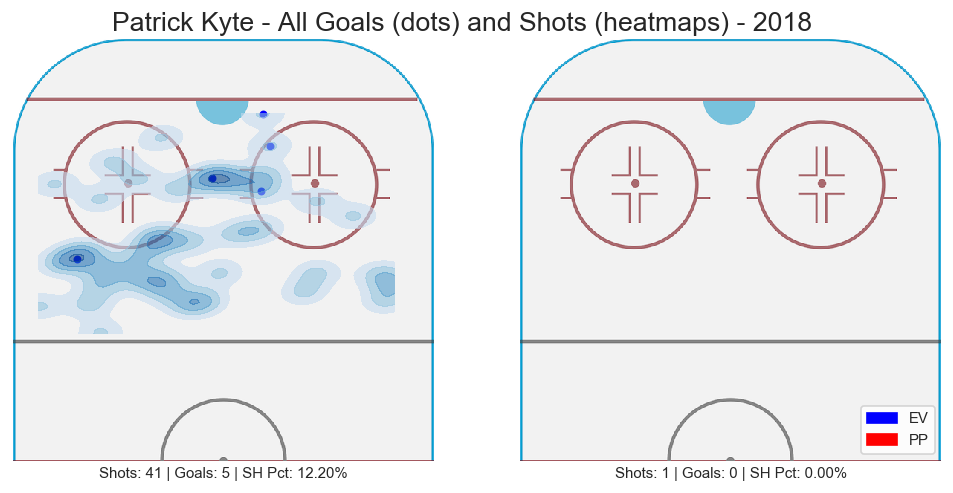 Patrick Kyte - All Goals (dots) and Shots (heatmaps) - 2018
EV
PP
Shots: 41 | Goals: 5 | SH Pct: 12.20%
Shots: 1 | Goals: 0 | SH Pct: 0.00%